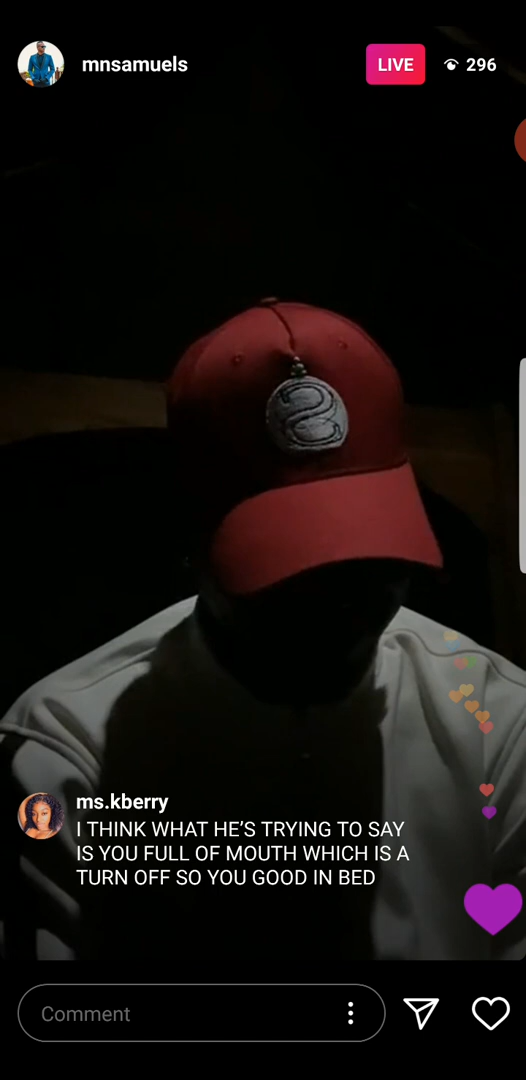 mnsamuels
LIVE
296
ms.kberry
I THINK WHAT HE’S TRYING TO SAY
IS YOU FULL OF MOUTH WHICH IS A
TURN OFF SO YOU GOOD IN BED
Comment